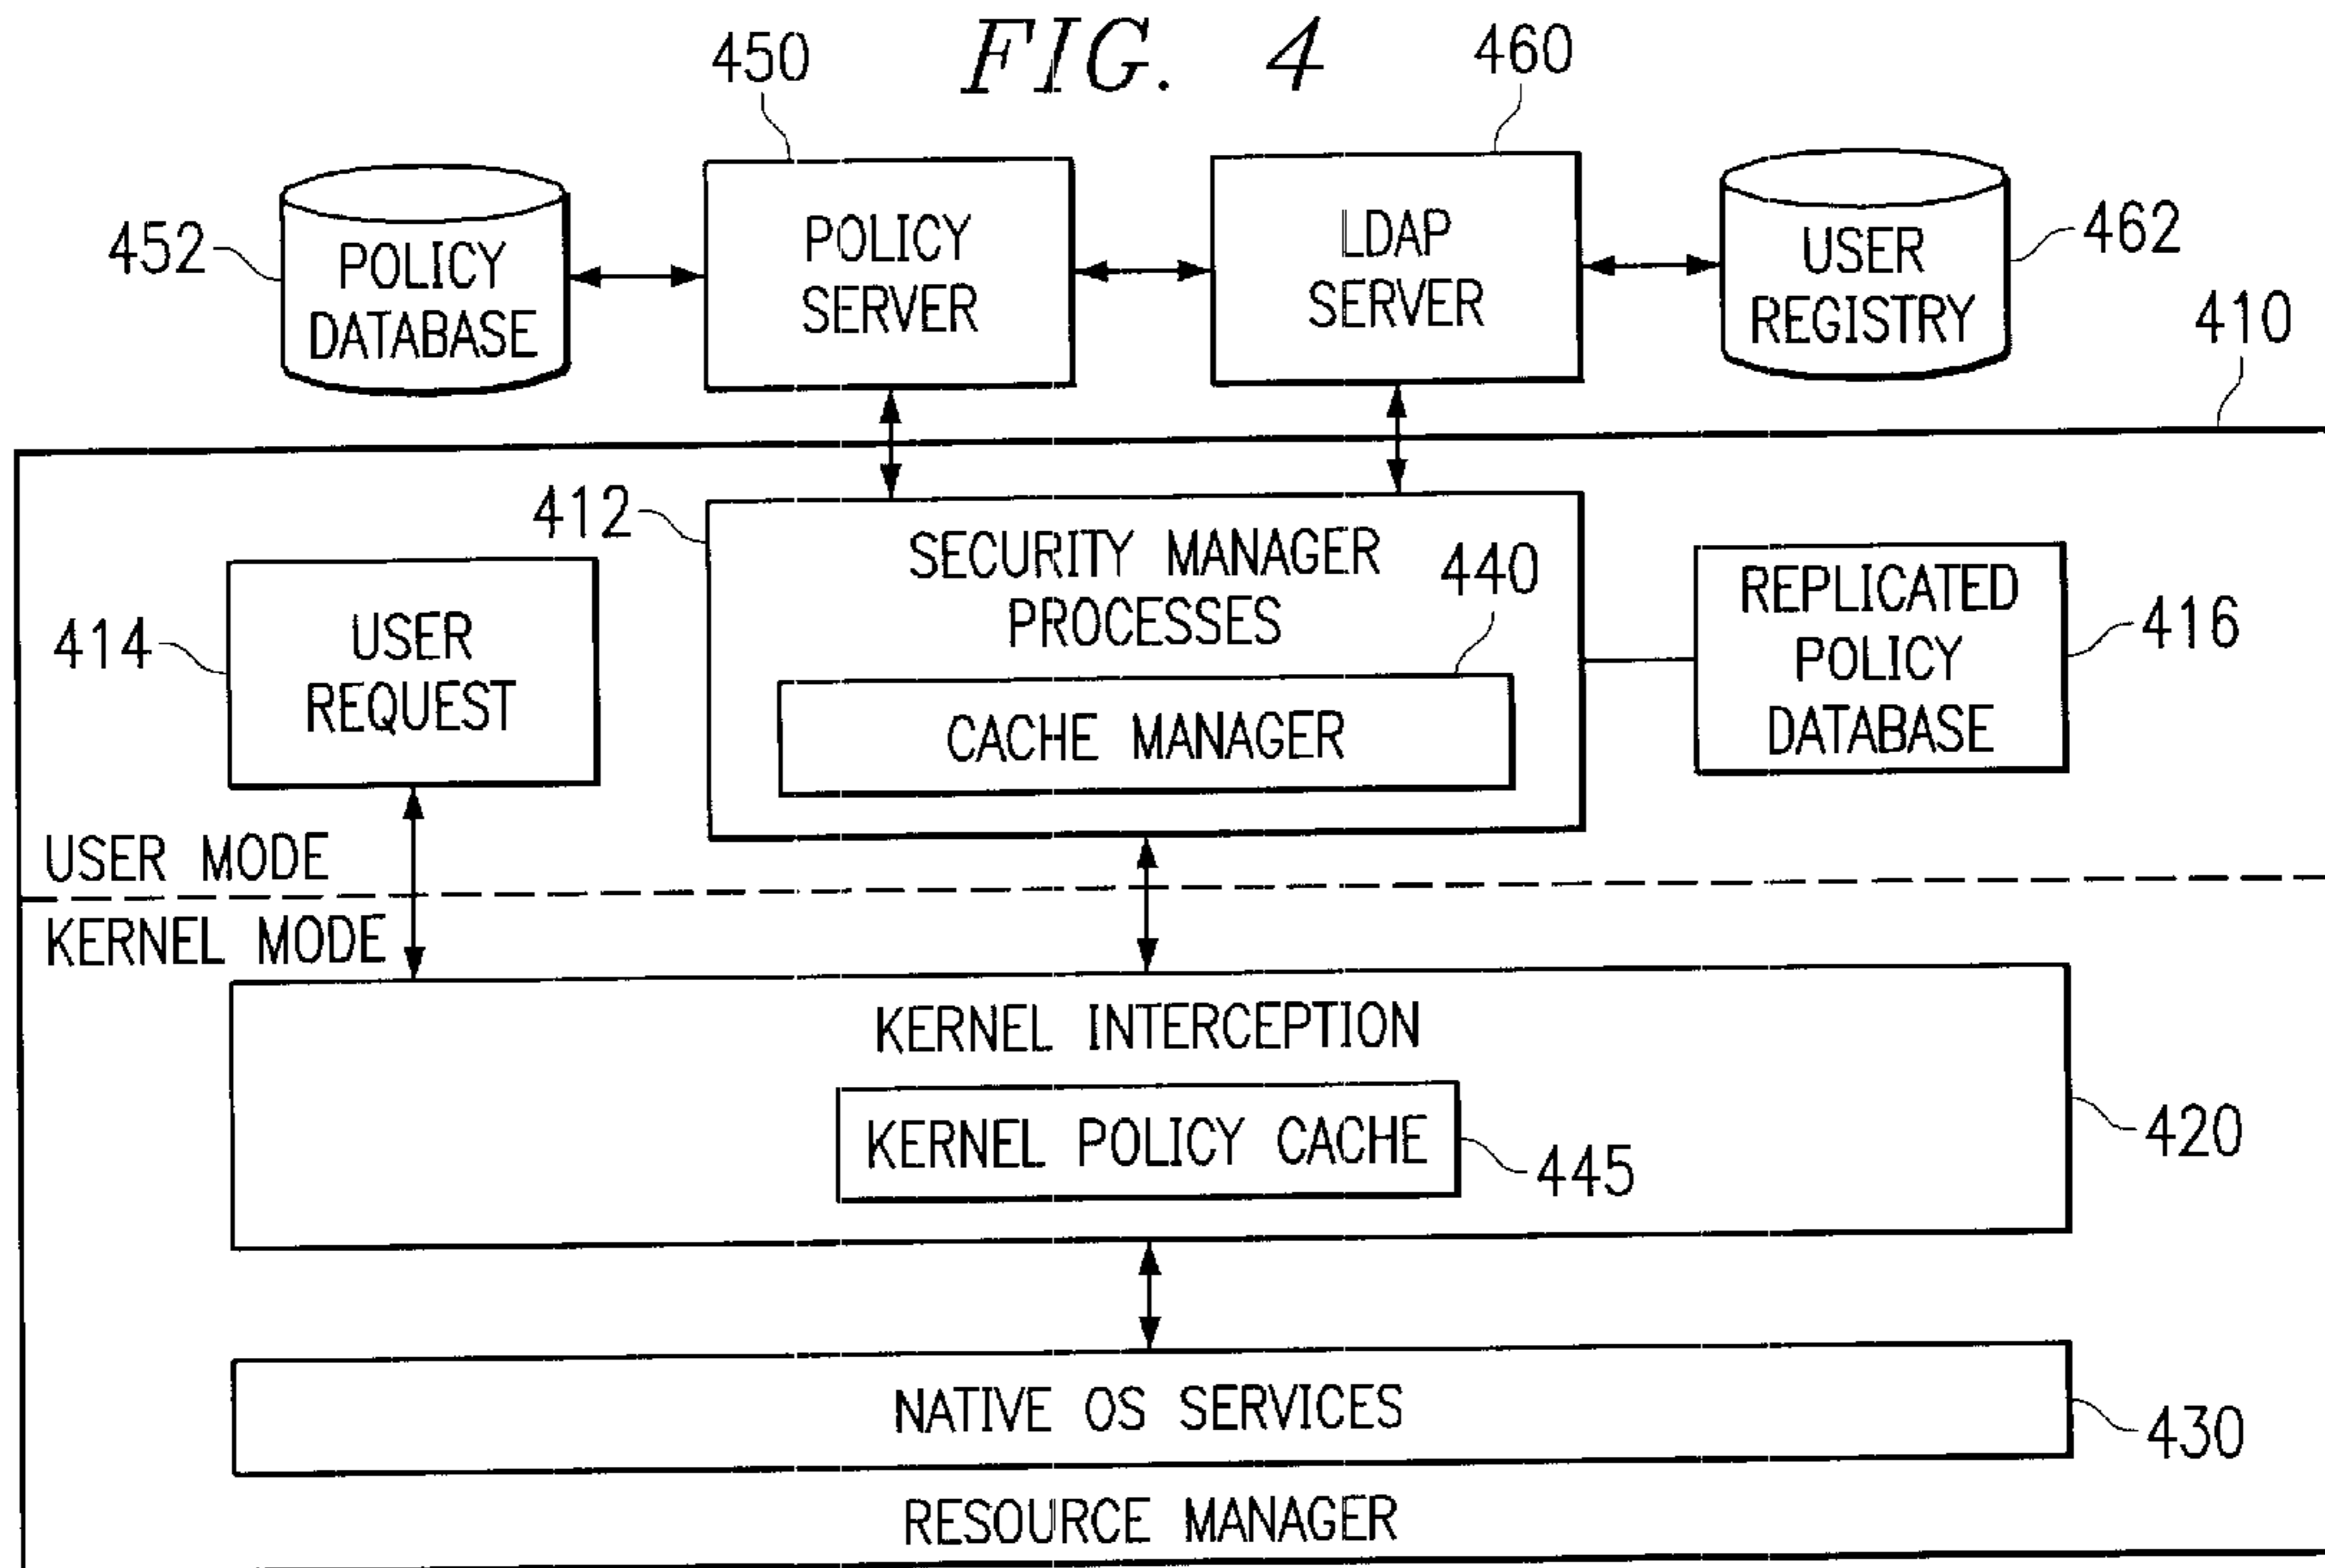 FIG. 4
450
460
452
POLICY
DATABASE
POLICY
SERVER
LDAP
SERVER
USER
REGISTRY
462
410
412
SECURITY MANAGER
PROCESSES
440
CACHE MANAGER
414
USER
REQUEST
REPLICATED
POLICY
DATABASE
416
USER MODE
KERNEL MODE
KERNEL INTERCEPTION
KERNEL POLICY CACHE
445
420
NATIVE OS SERVICES
430
RESOURCE MANAGER